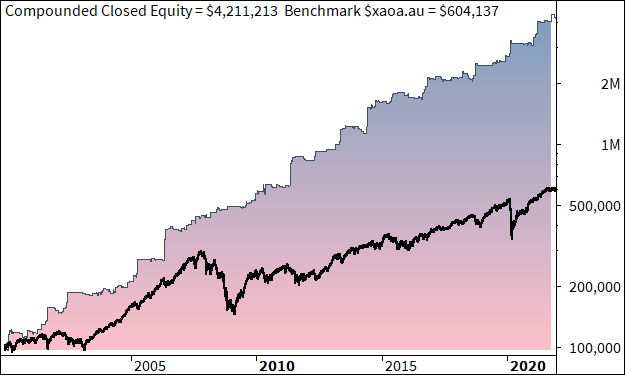 Compounded Closed Equity = $4,211,213 Benchmark $xaoa.au = $604,137
2M
1M
500,000
200,000
100,000
2005 2010 2015 2020